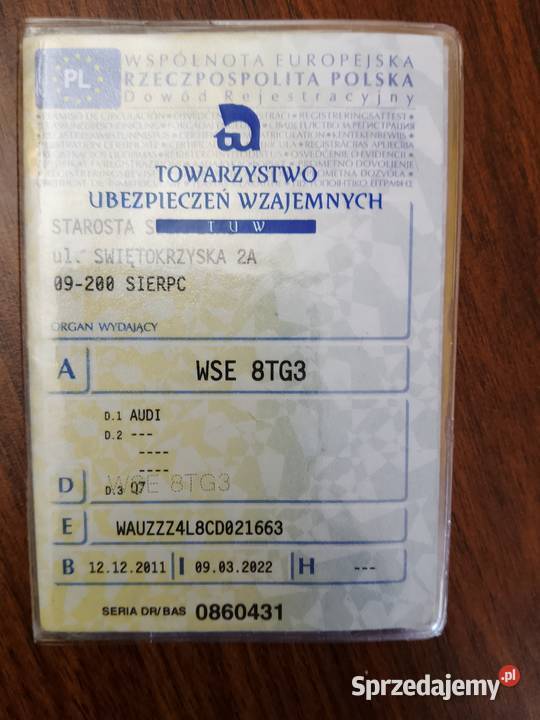 PL
WSPÓLNOTA EUROPEJSKA
RZECZPOSPOLITA POLSKA
Dowód Rejestracyjny
TOWARZYSTWO
UBEZPIECZEŃ WZAJEMNYCH
TUW
STAROSTA S
ul. ŚWIĘTOKRZYSKA 2A
09-200 SIERPC
ORGAN WYDAJĄCY
A WSE 8TG3
D.1 AUDI
D.2 ---
----
----
D D.3 Q7
WSE 8TG3
E WAUZZZ4L8CD021663
B 12.12.2011 I 09.03.2022 H ---
SERIA DR/BAS 0860431
Sprzedajemy.pl